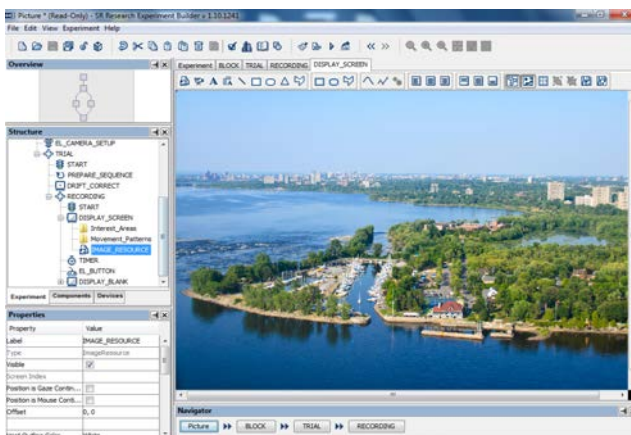 Picture * (Read-Only) - SR Research Experiment Builder v 1.10.1241
File Edit View Experiment Help
Overview
Experiment BLOCK TRIAL RECORDING DISPLAY_SCREEN
Structure
EL_CAMERA_SETUP
TRIAL
START
PREPARE_SEQUENCE
DRIFT_CORRECT
RECORDING
START
DISPLAY_SCREEN
Interest_Areas
Movement_Patterns
IMAGE_RESOURCE
TIMER
EL_BUTTON
DISPLAY_BLANK
Experiment Components Devices
Properties
Property Value
Label IMAGE_RESOURCE
Type ImageResource
Visible
Screen Index
Position is Gaze Contin...
Position is Mouse Conti...
Offset 0, 0
White
Navigator
Picture BLOCK TRIAL RECORDING